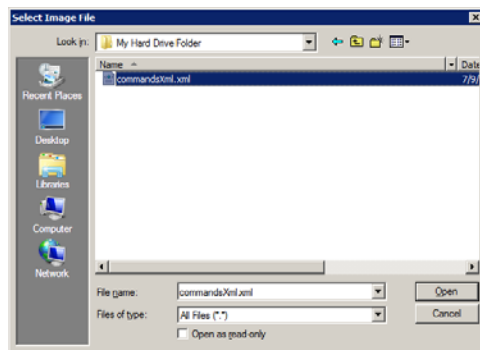 Select Image File
Look in: My Hard Drive Folder
Name Date
commandsXml.xml 7/9/
Recent Places
Desktop
Libraries
Computer
Network
File name: commandsXml.xml Open
Files of type: All Files (*.*) Cancel
Open as read-only